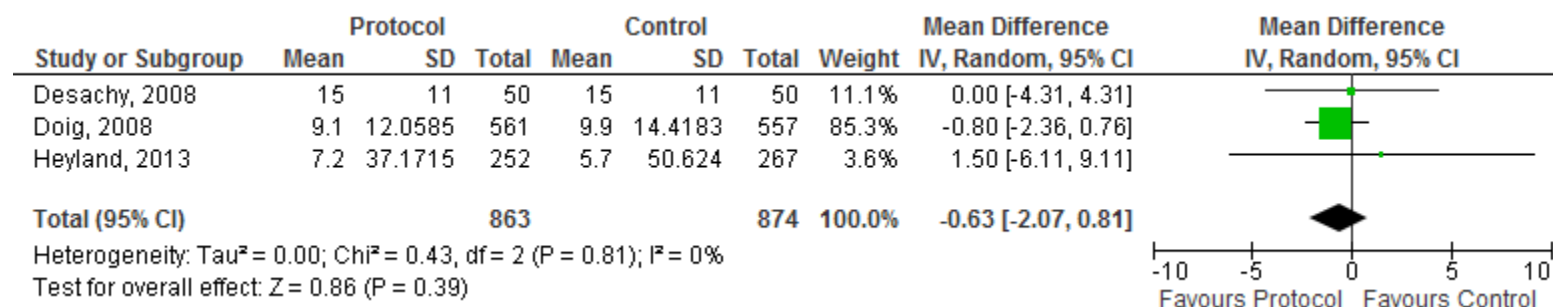 Protocol Control Mean Difference Mean Difference
Study or Subgroup Mean SD Total Mean SD Total Weight IV, Random, 95% CI IV, Random, 95% CI
Desachy, 2008 15 11 50 15 11 50 11.1% 0.00 [-4.31, 4.31]
Doig, 2008 9.1 12.0585 561 9.9 14.4183 557 85.3% -0.80 [-2.36, 0.76]
Heyland, 2013 7.2 37.1715 252 5.7 50.624 267 3.6% 1.50 [-6.11, 9.11]
Total (95% CI) 863 874 100.0% -0.63 [-2.07, 0.81]
Heterogeneity: Tau² = 0.00; Chi² = 0.43, df = 2 (P = 0.81); I² = 0%
Test for overall effect: Z = 0.86 (P = 0.39)
-10 -5 0 5 10
Favours Protocol Favours Control